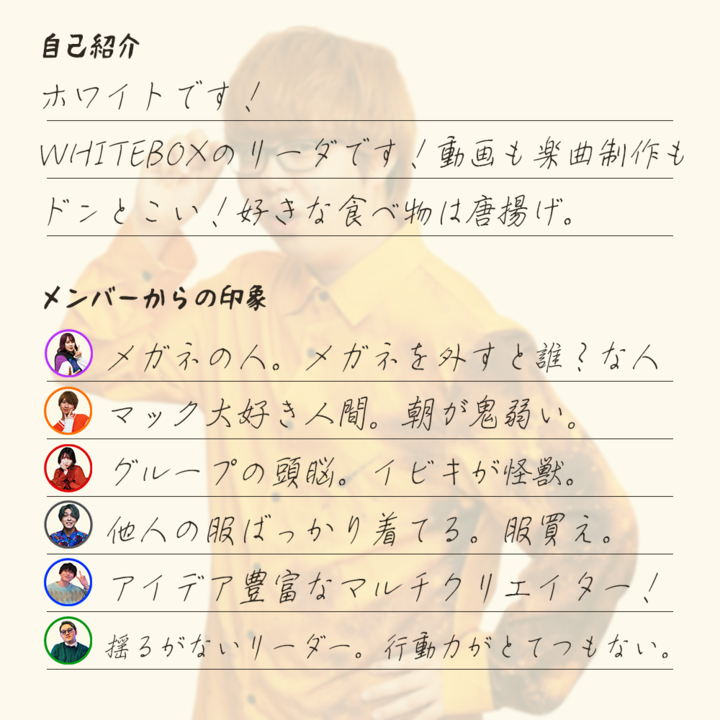 自己紹介
ホワイトです！
WHITEBOXのリーダです！動画も楽曲制作も
ドンとこい！好きな食べ物は唐揚げ。
メンバーからの印象
メガネの人。メガネを外すと誰？な人
マック大好き人間。朝が鬼弱い。
グループの頭脳。イビキが怪獣。
他人の服ばっかり着てる。服買え。
アイデア豊富なマルチクリエイター！
揺るがないリーダー。行動力がとてつもない。